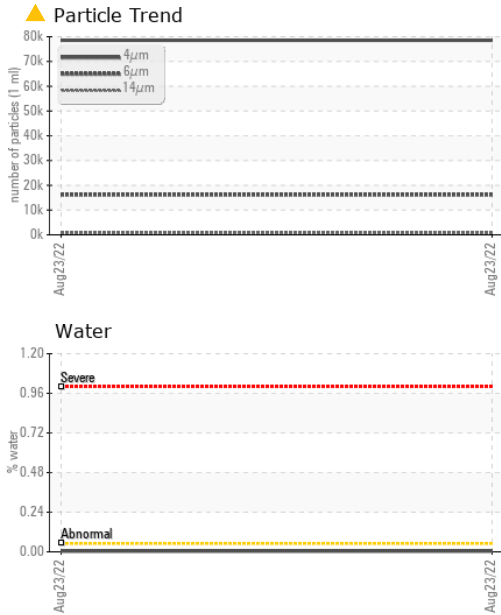 Particle Trend
80k
70k
60k
50k
40k
30k
20k
10k
0k
number of particles (1 ml)
4µm
6µm
14µm
Aug23/22
Aug23/22
Water
1.20
0.96
0.72
0.48
0.24
0.00
% water
Severe
Abnormal
Aug23/22
Aug23/22